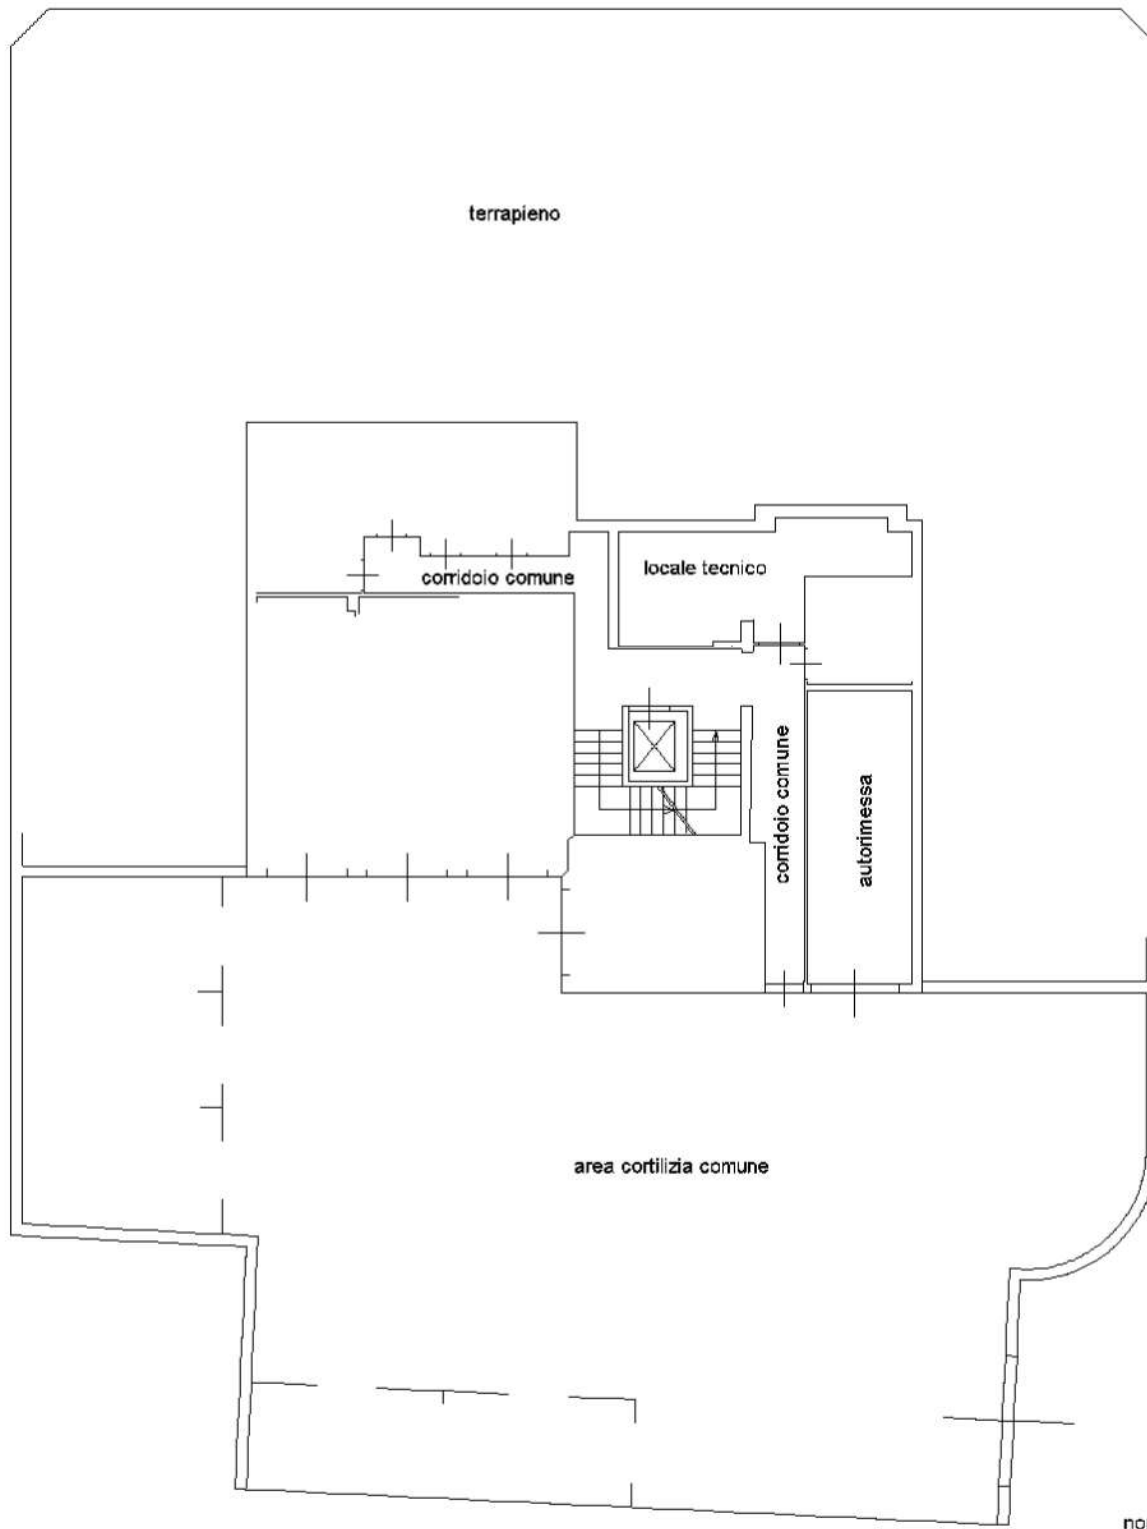 terrapieno
corridoio comune
locale tecnico
corridoio comune
autorimessa
area cortilizia comune